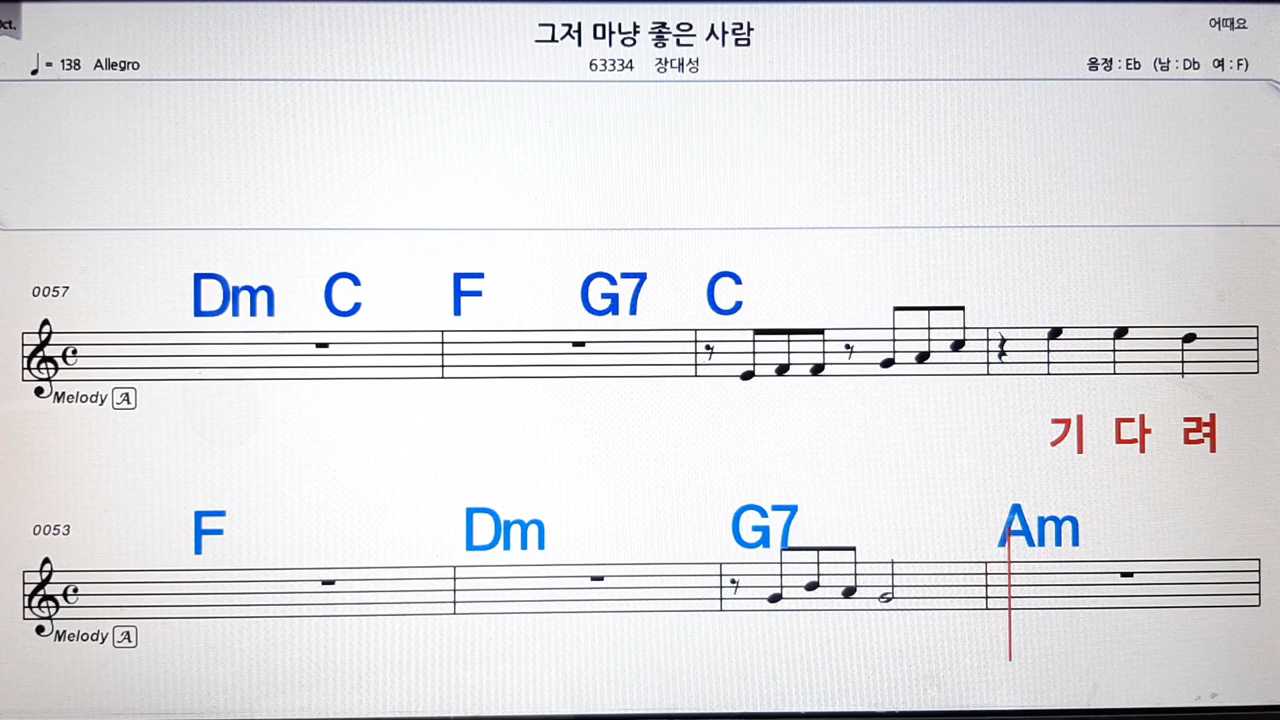 Oct.
그저 마냥 좋은 사람
어때요
♩ = 138 Allegro
63334 장대성
음정 : Eb (남 : Db 여 : F)
0057
Dm C F G7 C
Melody A
기 다 려
0053
F Dm G7 Am
Melody A